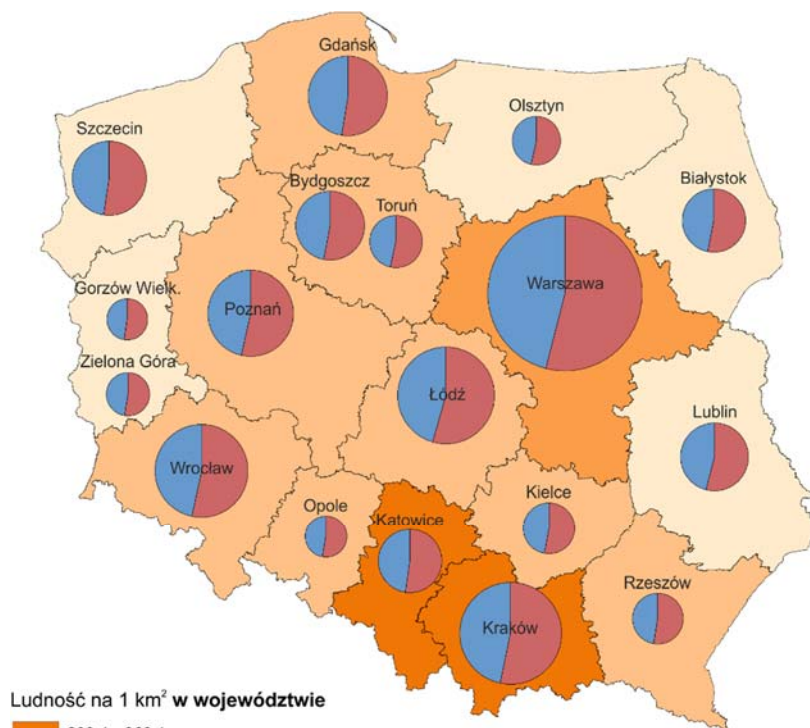 Gdańsk
Olsztyn
Szczecin
Białystok
Bydgoszcz
Toruń
Gorzów Wielk.
Poznań
Warszawa
Zielona Góra
Łódź
Lublin
Wrocław
Opole
Kielce
Katowice
Rzeszów
Kraków
Ludność na 1 km² w województwie